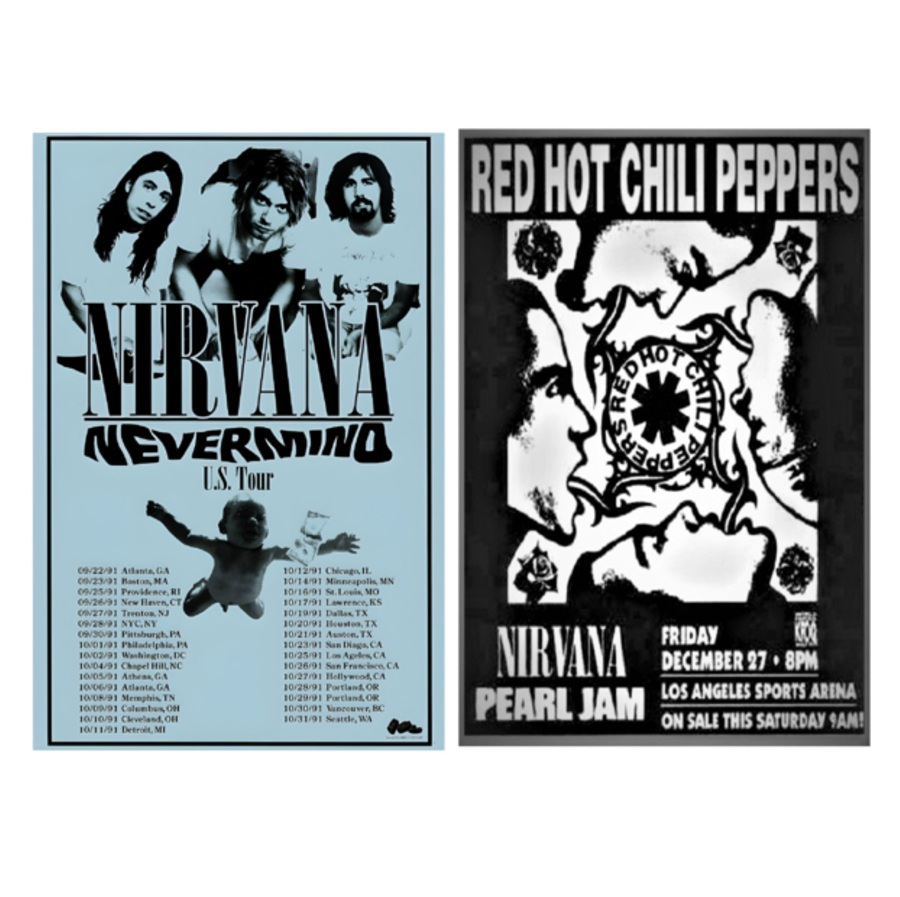 NIRVANA
NEVERMIND
U.S. Tour
09/22/91 Atlanta, GA
09/23/91 Boston, MA
09/25/91 Providence, RI
09/26/91 New Haven, CT
09/27/91 Trenton, NJ
09/28/91 NYC, NY
09/30/91 Pittsburgh, PA
10/01/91 Philadelphia, PA
10/02/91 Washington, DC
10/04/91 Chapel Hill, NC
10/05/91 Athens, GA
10/06/91 Atlanta, GA
10/08/91 Memphis, TN
10/09/91 Columbus, OH
10/10/91 Cleveland, OH
10/11/91 Detroit, MI
10/12/91 Chicago, IL
10/14/91 Minneapolis, MN
10/16/91 St. Louis, MO
10/17/91 Lawrence, KS
10/19/91 Dallas, TX
10/20/91 Houston, TX
10/21/91 Auston, TX
10/23/91 San Diaga, CA
10/25/91 Los Ageles, CA
10/26/91 San Francisco, CA
10/27/91 Hollywood, CA
10/28/91 Portland, OR
10/29/91 Portland, OR
10/30/91 Vancouver, BC
10/31/91 Seattle, WA
RED HOT CHILI PEPPERS
RED HOT CHILI PEPPERS
NIRVANA
PEARL JAM
FRIDAY
DECEMBER 27 • 8PM
LOS ANGELES SPORTS ARENA
ON SALE THIS SATURDAY 9AM!